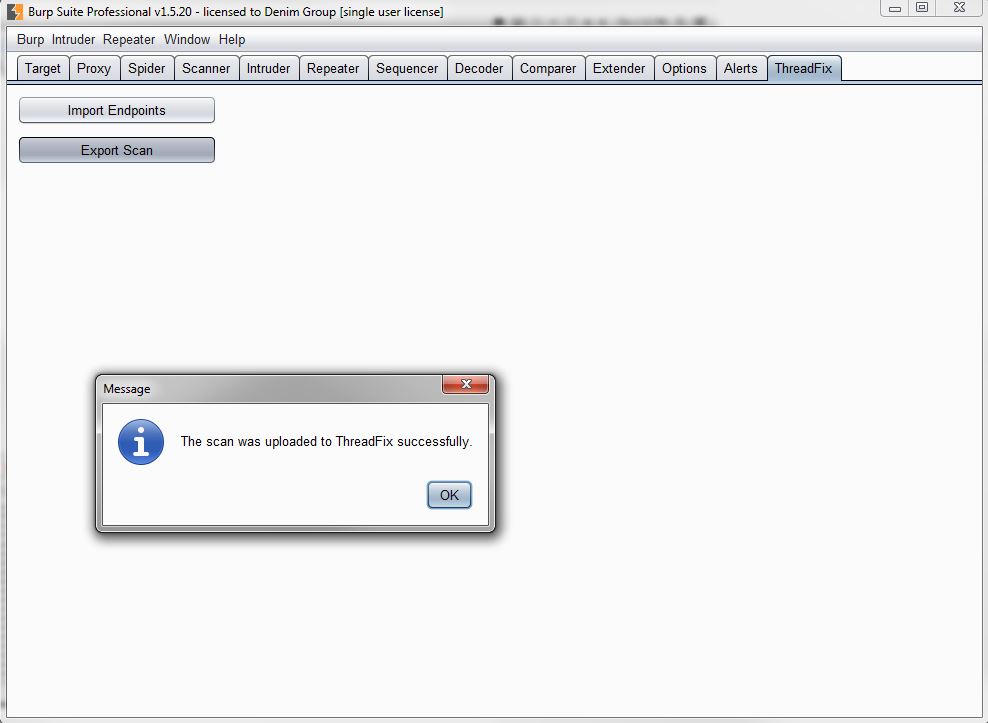 Burp Suite Professional v1.5.20 - licensed to Denim Group [single user license]
Burp Intruder Repeater Window Help
Target Proxy Spider Scanner Intruder Repeater Sequencer Decoder Comparer Extender Options Alerts ThreadFix
Import Endpoints
Export Scan
Message
The scan was uploaded to ThreadFix successfully.
OK